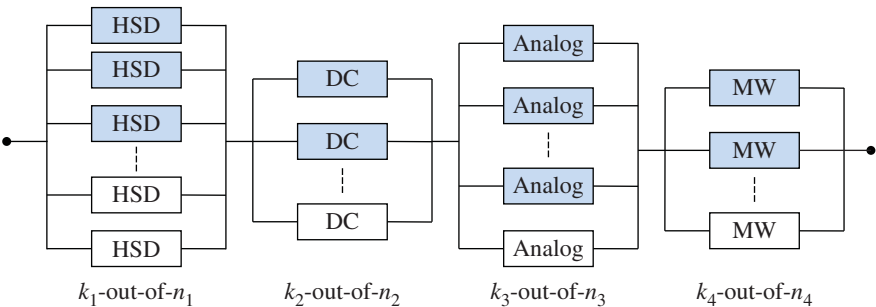 HSD
HSD
HSD
HSD
HSD
DC
DC
DC
Analog
Analog
Analog
Analog
MW
MW
MW
k1-out-of-n1
k2-out-of-n2
k3-out-of-n3
k4-out-of-n4